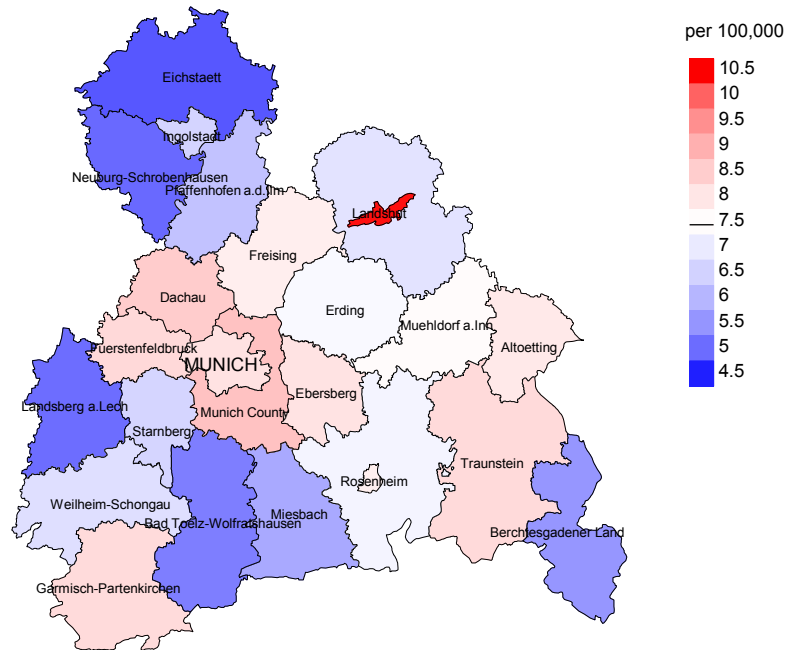 per 100,000
10.5
10
9.5
9
8.5
8
7.5
7
6.5
6
5.5
5
4.5
Eichstaett
Ingolstadt
Neuburg-Schrobenhausen
Pfaffenhofen a.d.Ilm
Landshut
Freising
Dachau
Erding
Muehldorf a.Inn
Fuerstenfeldbruck
Altoetting
MUNICH
Ebersberg
Landsberg a.Lech
Munich County
Starnberg
Traunstein
Rosenheim
Weilheim-Schongau
Miesbach
Bad Toelz-Wolfratshausen
Berchtesgadener Land
Garmisch-Partenkirchen